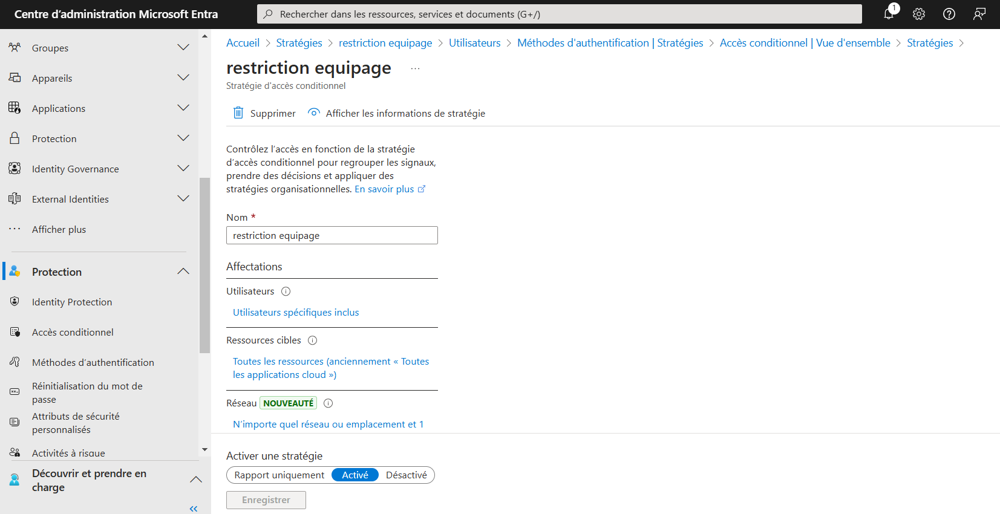 Centre d'administration Microsoft Entra
Rechercher dans les ressources, services et documents (G+/)
1
Groupes
Appareils
Applications
Protection
Identity Governance
External Identities
Afficher plus
Protection
Identity Protection
Accès conditionnel
Méthodes d'authentification
Réinitialisation du mot de
passe
Attributs de sécurité
personnalisés
Activités à risque
Découvrir et prendre en
charge
Accueil > Stratégies > restriction equipage > Utilisateurs > Méthodes d'authentification | Stratégies > Accès conditionnel | Vue d'ensemble > Stratégies >
restriction equipage ...
Stratégie d'accès conditionnel
Supprimer Afficher les informations de stratégie
Contrôlez l'accès en fonction de la stratégie
d'accès conditionnel pour regrouper les signaux,
prendre des décisions et appliquer des
stratégies organisationnelles. En savoir plus
Nom *
restriction equipage
Affectations
Utilisateurs
Utilisateurs spécifiques inclus
Ressources cibles
Toutes les ressources (anciennement « Toutes
les applications cloud »)
Réseau NOUVEAUTÉ
N'importe quel réseau ou emplacement et 1
Activer une stratégie
Rapport uniquement Activé Désactivé
Enregistrer